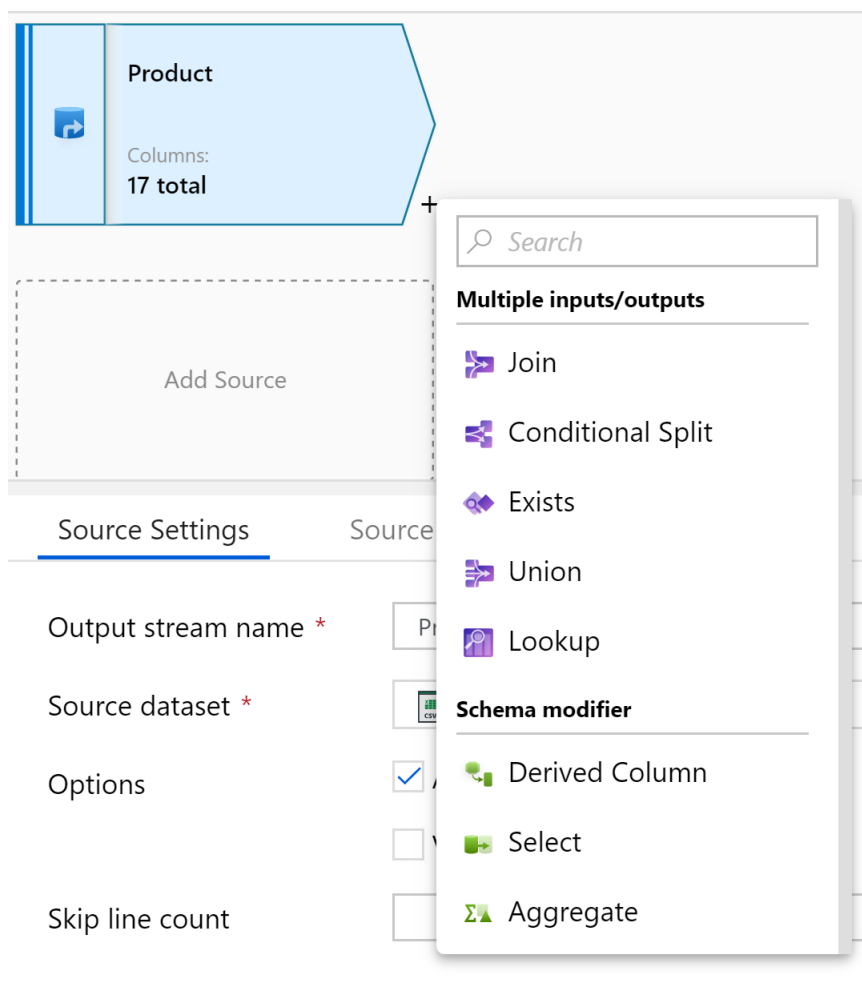 Product
Columns:
17 total
+
Search
Multiple inputs/outputs
Join
Conditional Split
Exists
Union
Lookup
Schema modifier
Derived Column
Select
Aggregate
Add Source
Source Settings
Source
Output stream name *
Source dataset *
CSV
Options
Skip line count